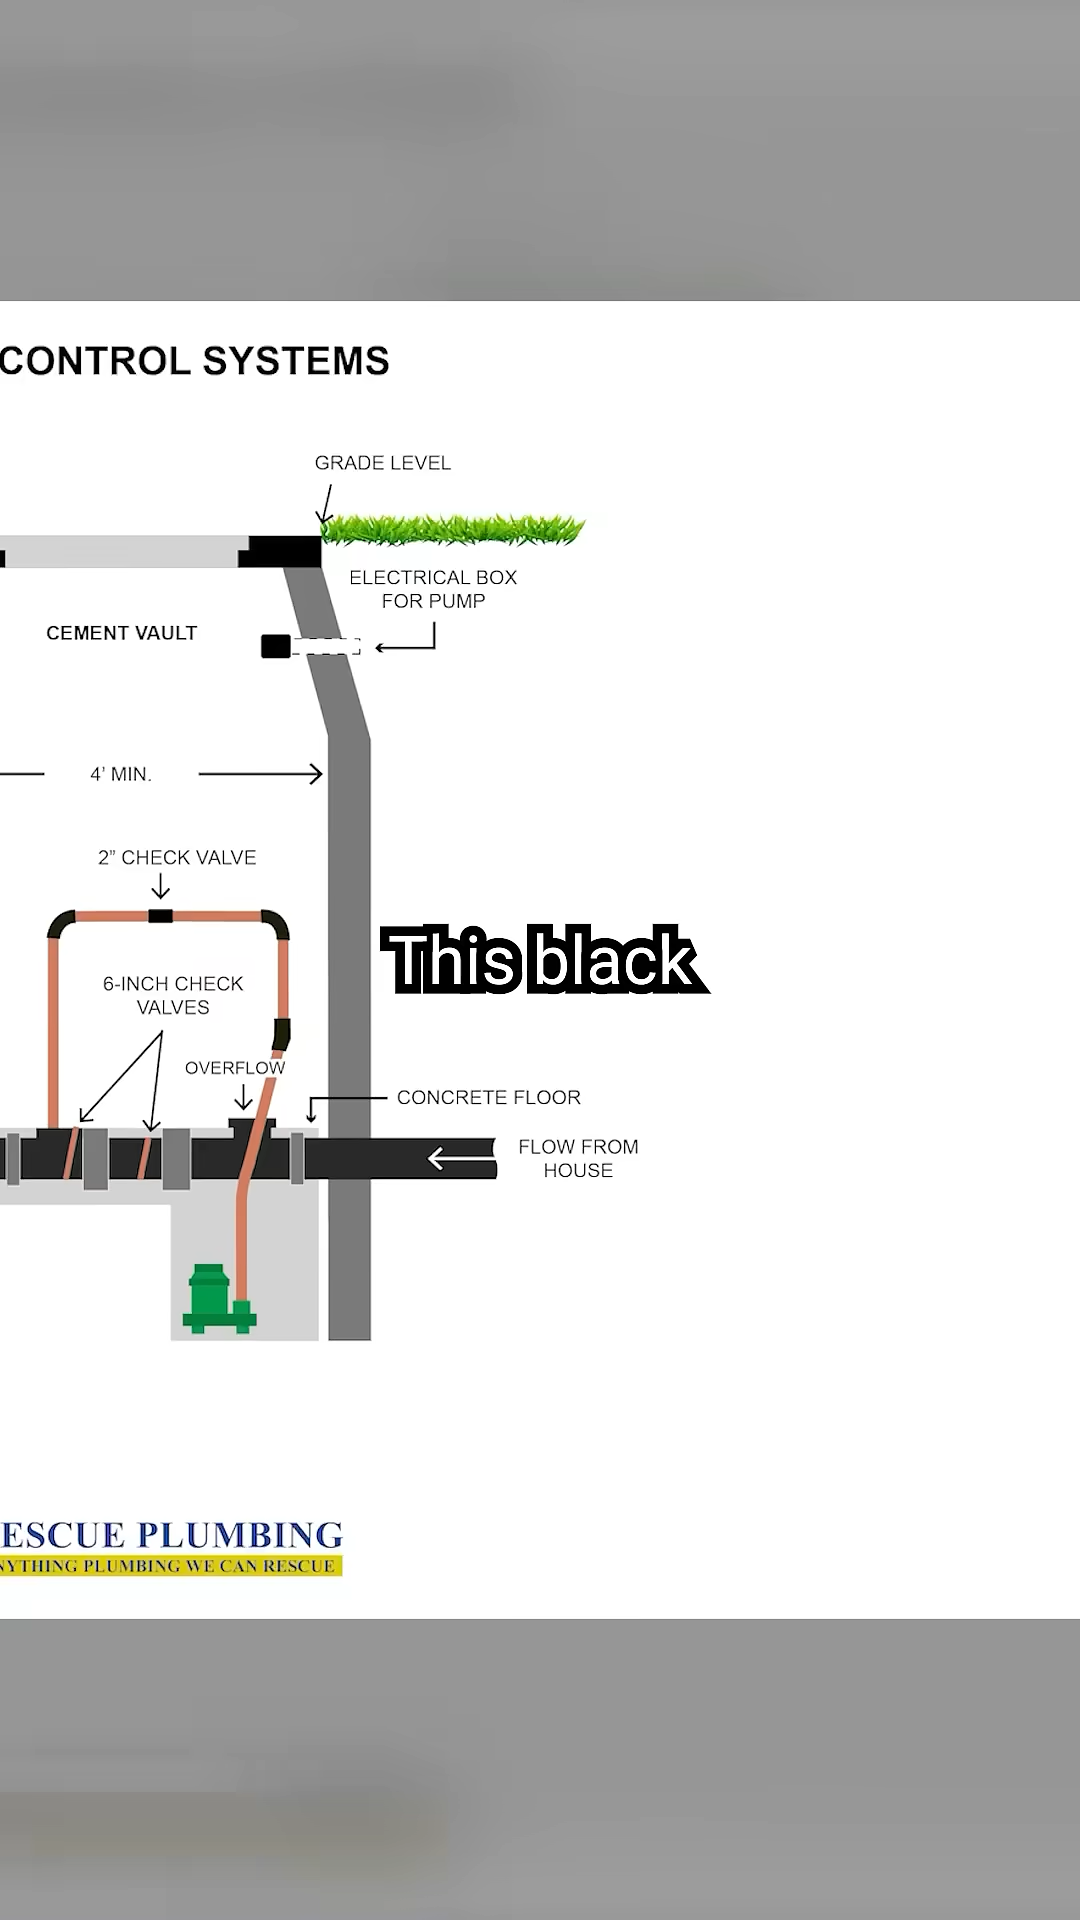 CONTROL SYSTEMS
GRADE LEVEL
ELECTRICAL BOX
FOR PUMP
CEMENT VAULT
4’ MIN.
2” CHECK VALVE
This black
6-INCH CHECK
VALVES
OVERFLOW
CONCRETE FLOOR
FLOW FROM
HOUSE
ESCUE PLUMBING
NYTHING PLUMBING WE CAN RESCUE